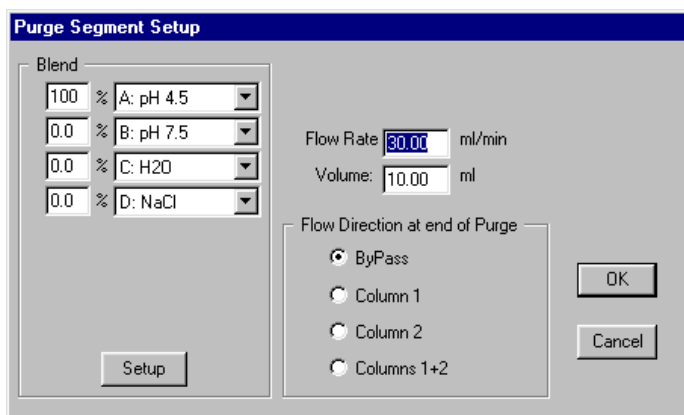 Purge Segment Setup
Blend
100 % A: pH 4.5
0.0 % B: pH 7.5
0.0 % C: H2O
0.0 % D: NaCl
Setup
Flow Rate 30.00 ml/min
Volume: 10.00 ml
Flow Direction at end of Purge
ByPass
Column 1
Column 2
Columns 1+2
OK
Cancel